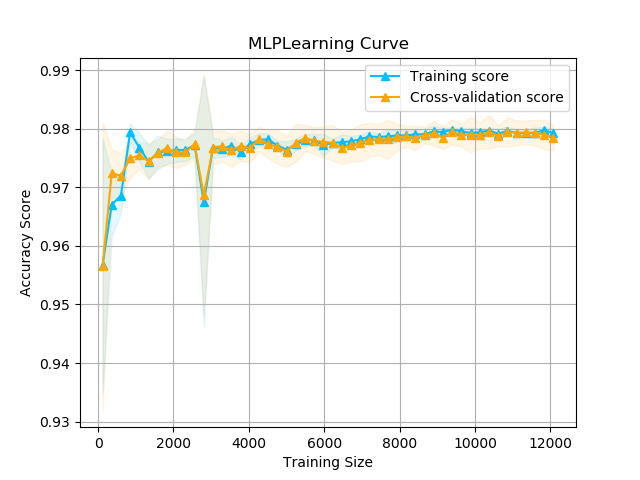 MLPLearning Curve
Training score
Cross-validation score
0.99
0.98
0.97
0.96
0.95
0.94
0.93
Accuracy Score
0 2000 4000 6000 8000 10000 12000
Training Size